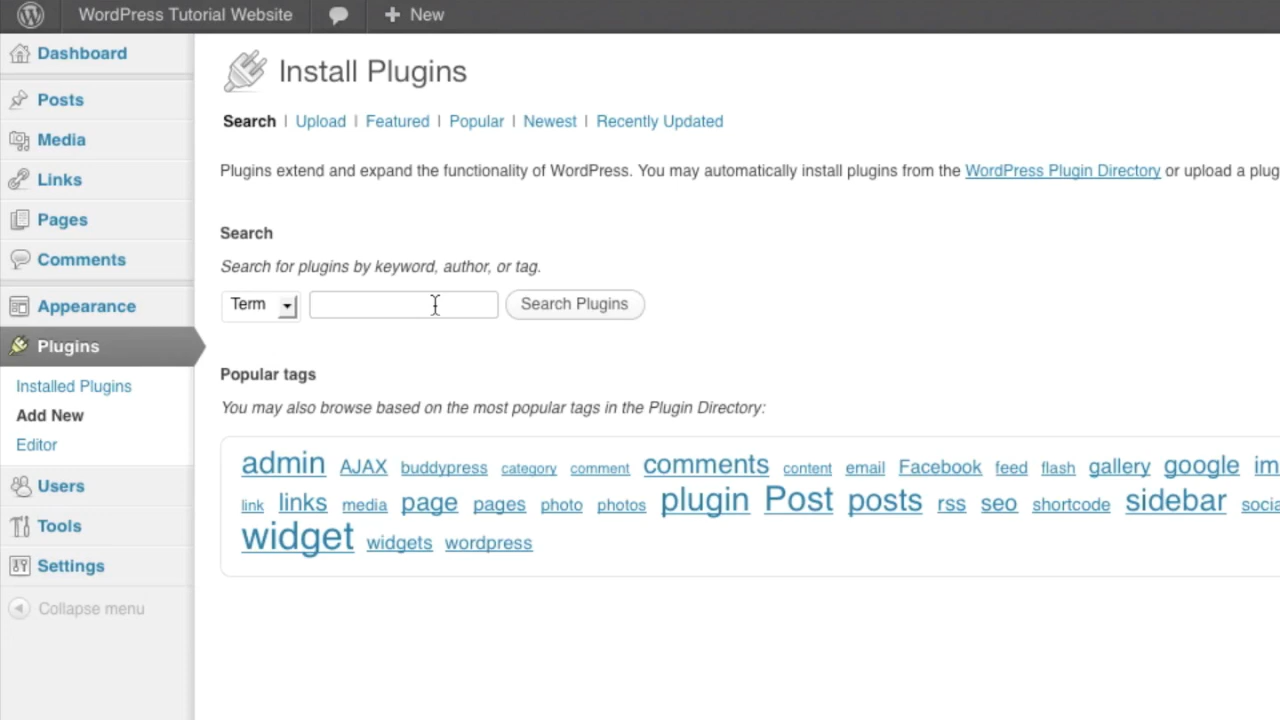 WordPress Tutorial Website
New
Dashboard
Posts
Media
Links
Pages
Comments
Appearance
Plugins
Installed Plugins
Add New
Editor
Users
Tools
Settings
Collapse menu
Install Plugins
Search | Upload | Featured | Popular | Newest | Recently Updated
Plugins extend and expand the functionality of WordPress. You may automatically install plugins from the WordPress Plugin Directory or upload a plug
Search
Search for plugins by keyword, author, or tag.
Term Search Plugins
Popular tags
You may also browse based on the most popular tags in the Plugin Directory:
admin AJAX buddypress category comment comments content email Facebook feed flash gallery google im
link links media page pages photo photos plugin Post posts rss seo shortcode sidebar socia
widget widgets wordpress